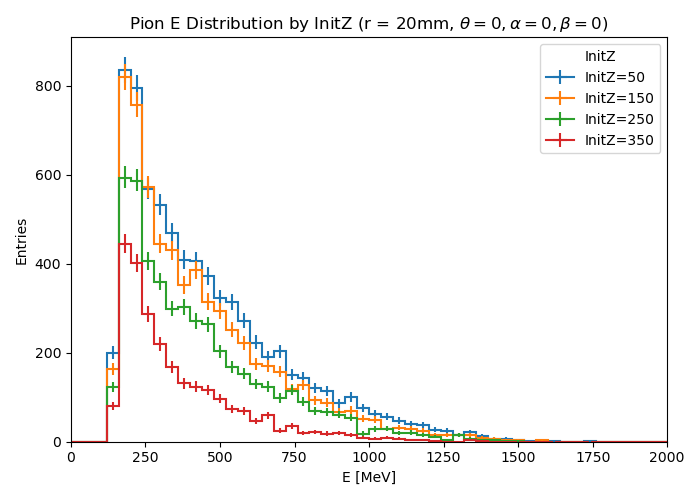 Pion E Distribution by InitZ (r = 20mm, θ = 0, α = 0, β = 0)
InitZ
InitZ=50
InitZ=150
InitZ=250
InitZ=350
Entries
800
600
400
200
0
0 250 500 750 1000 1250 1500 1750 2000
E [MeV]